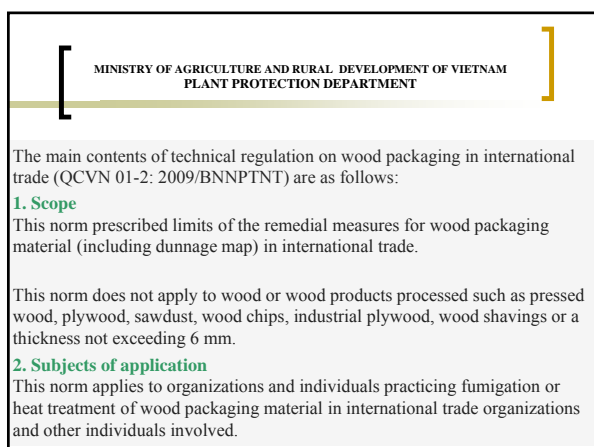 MINISTRY OF AGRICULTURE AND RURAL DEVELOPMENT OF VIETNAM
PLANT PROTECTION DEPARTMENT
The main contents of technical regulation on wood packaging in international
trade (QCVN 01-2: 2009/BNNPTNT) are as follows:
1. Scope
This norm prescribed limits of the remedial measures for wood packaging
material (including dunnage map) in international trade.
This norm does not apply to wood or wood products processed such as pressed
wood, plywood, sawdust, wood chips, industrial plywood, wood shavings or a
thickness not exceeding 6 mm.
2. Subjects of application
This norm applies to organizations and individuals practicing fumigation or
heat treatment of wood packaging material in international trade organizations
and other individuals involved.